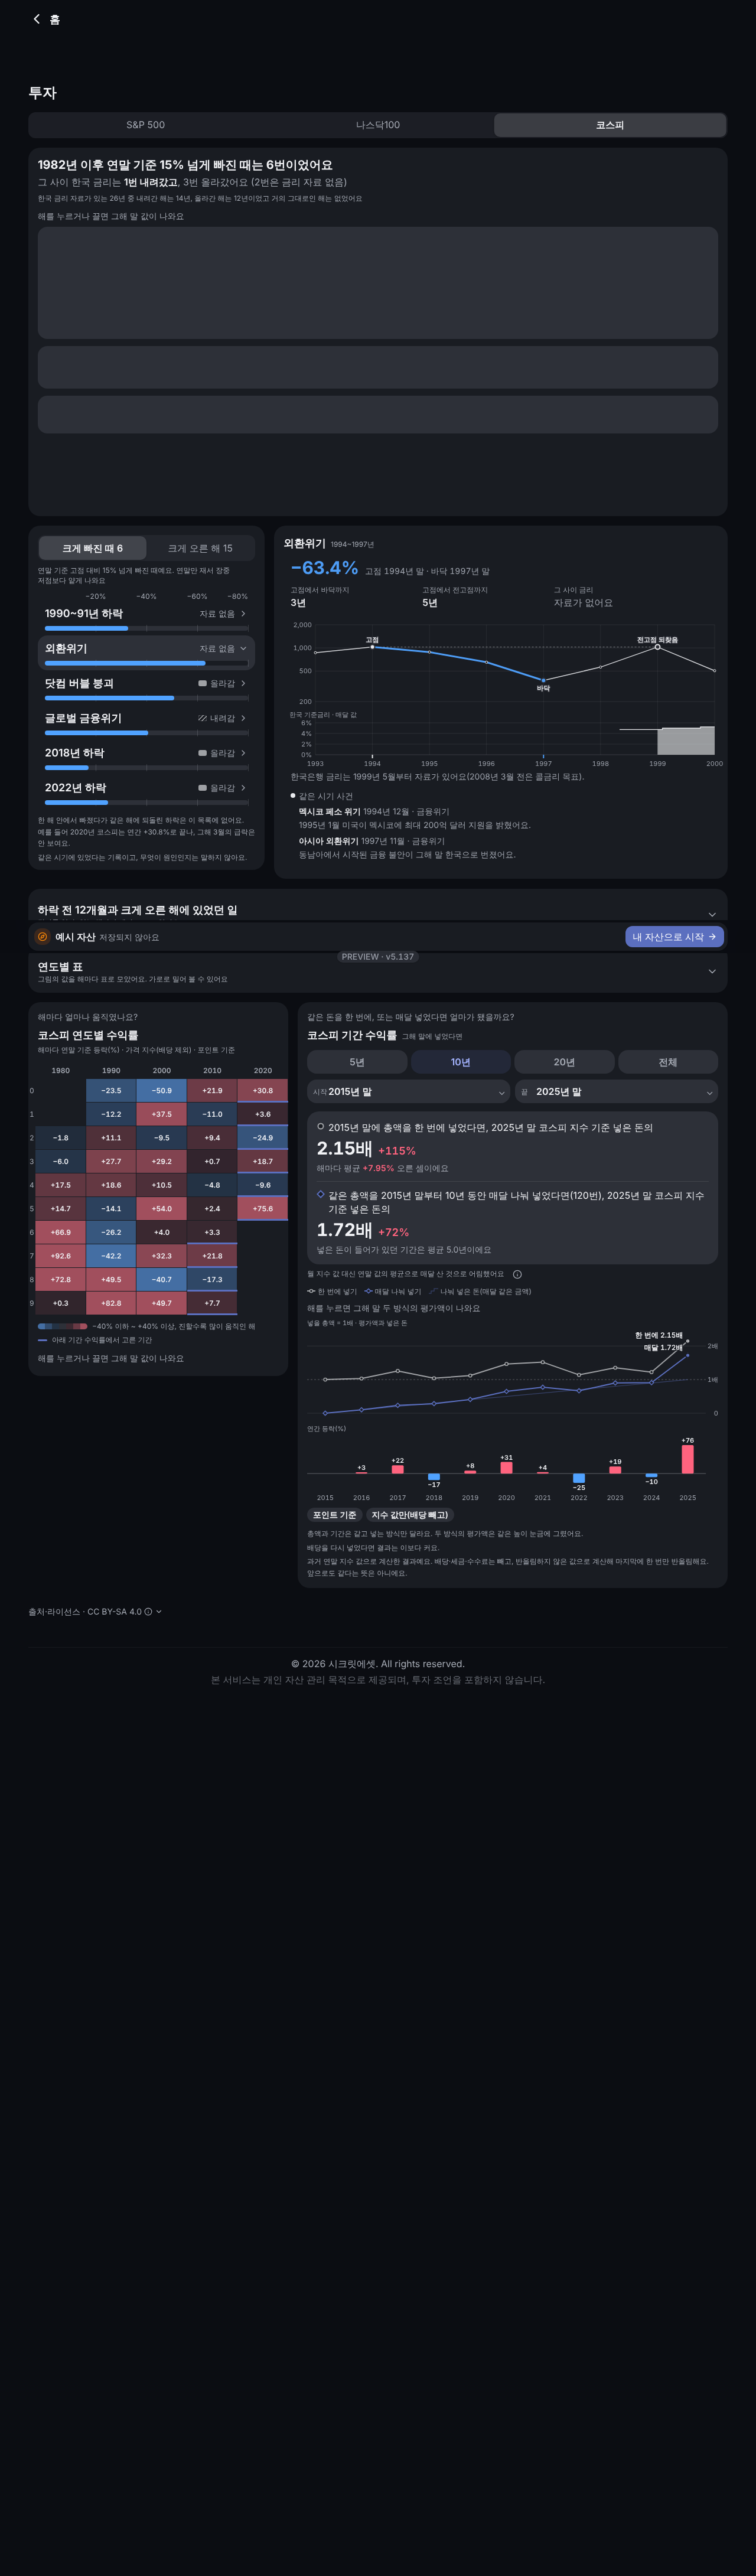 홈
투자
S&P 500
나스닥100
코스피
1982년 이후 연말 기준 15% 넘게 빠진 때는 6번이었어요
그 사이 한국 금리는 1번 내려갔고, 3번 올라갔어요 (2번은 금리 자료 없음)
한국 금리 자료가 있는 26년 중 내려간 해는 14년, 올라간 해는 12년이었고 거의 그대로인 해는 없었어요
해를 누르거나 끌면 그해 말 값이 나와요
크게 빠진 때 6
크게 오른 해 15
연말 기준 고점 대비 15% 넘게 빠진 때예요. 연말만 재서 장중
저점보다 얕게 나와요
−20% −40% −60% −80%
1990~91년 하락 자료 없음
외환위기 자료 없음
닷컴 버블 붕괴 올라감
글로벌 금융위기 내려감
2018년 하락 올라감
2022년 하락 올라감
한 해 안에서 빠졌다가 같은 해에 되돌린 하락은 이 목록에 없어요.
예를 들어 2020년 코스피는 연간 +30.8%로 끝나, 그해 3월의 급락은
안 보여요.
같은 시기에 있었다는 기록이고, 무엇이 원인인지는 말하지 않아요.
외환위기 1994~1997년
−63.4% 고점 1994년 말 · 바닥 1997년 말
고점에서 바닥까지
3년
고점에서 전고점까지
5년
그 사이 금리
자료가 없어요
2,000
1,000
500
200
고점
전고점 되찾음
바닥
한국 기준금리 · 매달 값
6%
4%
2%
0%
1993 1994 1995 1996 1997 1998 1999 2000
한국은행 금리는 1999년 5월부터 자료가 있어요(2008년 3월 전은 콜금리 목표).
같은 시기 사건
멕시코 페소 위기 1994년 12월 · 금융위기
1995년 1월 미국이 멕시코에 최대 200억 달러 지원을 밝혔어요.
아시아 외환위기 1997년 11월 · 금융위기
동남아에서 시작된 금융 불안이 그해 말 한국으로 번졌어요.
하락 전 12개월과 크게 오른 해에 있었던 일
예시 자산 저장되지 않아요
내 자산으로 시작
PREVIEW · v5.137
연도별 표
그림의 값을 해마다 표로 모았어요. 가로로 밀어 볼 수 있어요
해마다 얼마나 움직였나요?
코스피 연도별 수익률
해마다 연말 기준 등락(%) · 가격 지수(배당 제외) · 포인트 기준
1980 1990 2000 2010 2020
0 −23.5 −50.9 +21.9 +30.8
1 −12.2 +37.5 −11.0 +3.6
2 −1.8 +11.1 −9.5 +9.4 −24.9
3 −6.0 +27.7 +29.2 +0.7 +18.7
4 +17.5 +18.6 +10.5 −4.8 −9.6
5 +14.7 −14.1 +54.0 +2.4 +75.6
6 +66.9 −26.2 +4.0 +3.3
7 +92.6 −42.2 +32.3 +21.8
8 +72.8 +49.5 −40.7 −17.3
9 +0.3 +82.8 +49.7 +7.7
−40% 이하 → +40% 이상, 진할수록 많이 움직인 해
아래 기간 수익률에서 고른 기간
해를 누르거나 끌면 그해 말 값이 나와요
같은 돈을 한 번에, 또는 매달 넣었다면 얼마가 됐을까요?
코스피 기간 수익률 그해 말에 넣었다면
5년
10년
20년
전체
시작 2015년 말
끝 2025년 말
2015년 말에 총액을 한 번에 넣었다면, 2025년 말 코스피 지수 기준 넣은 돈의
2.15배 +115%
해마다 평균 +7.95% 오른 셈이에요
같은 총액을 2015년 말부터 10년 동안 매달 나눠 넣었다면(120번), 2025년 말 코스피 지수
기준 넣은 돈의
1.72배 +72%
넣은 돈이 들어가 있던 기간은 평균 5.0년이에요
월 지수 값 대신 연말 값의 평균으로 매달 산 것으로 어림했어요
한 번에 넣기 매달 나눠 넣기 나눠 넣은 돈(매달 같은 금액)
해를 누르면 그해 말 두 방식의 평가액이 나와요
넣을 총액 = 1배 · 평가액과 넣은 돈
한 번에 2.15배
매달 1.72배
2배
1배
0
연간 등락(%)
+3 +22 −17 +8 +31 +4 −25 +19 −10 +76
2015 2016 2017 2018 2019 2020 2021 2022 2023 2024 2025
포인트 기준
지수 값만(배당 빼고)
총액과 기간은 같고 넣는 방식만 달라요. 두 방식의 평가액은 같은 높이 눈금에 그렸어요.
배당을 다시 넣었다면 결과는 이보다 커요.
과거 연말 지수 값으로 계산한 결과예요. 배당·세금·수수료는 빼고, 반올림하지 않은 값으로 계산해 마지막에 한 번만 반올림해요.
앞으로도 같다는 뜻은 아니에요.
출처·라이선스 · CC BY-SA 4.0
© 2026 시크릿에셋. All rights reserved.
본 서비스는 개인 자산 관리 목적으로 제공되며, 투자 조언을 포함하지 않습니다.